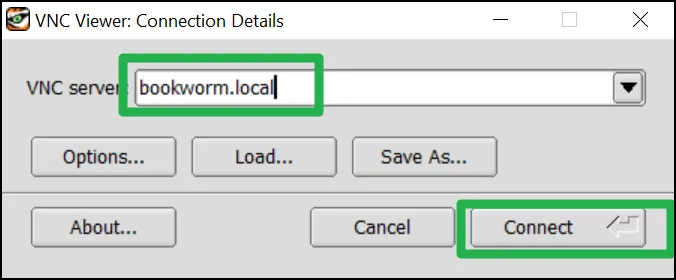 VNC Viewer: Connection Details
VNC server: bookworm.local
Options... Load... Save As...
About... Cancel Connect